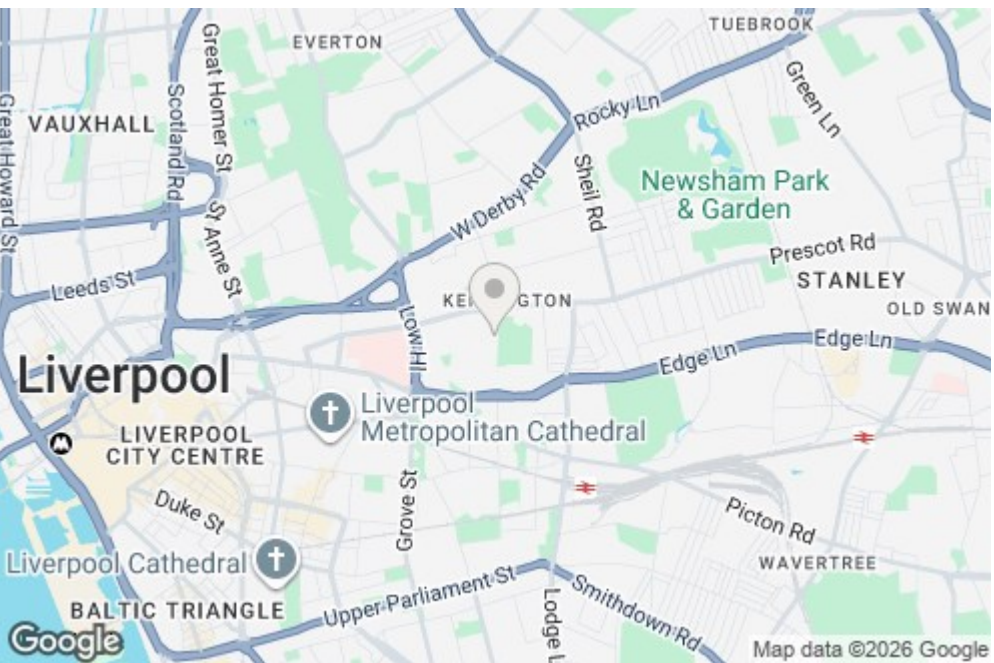 TUEBROOK
EVERTON
Great Homer St
Green Ln
Scotland Rd
Great Howard St
Rocky Ln
VAUXHALL
Sheil Rd
Newsham Park
& Garden
W Derby Rd
St Anne St
Prescot Rd
Leeds St
STANLEY
OLD SWAN
Low Hill
Edge Ln
Edge Ln
Liverpool
Liverpool
Metropolitan Cathedral
LIVERPOOL
CITY CENTRE
Grove St
Duke St
Picton Rd
Liverpool Cathedral
WAVERTREE
BALTIC TRIANGLE
Upper Parliament St
Smithdown Rd
Lodge L
Google
Map data ©2026 Google